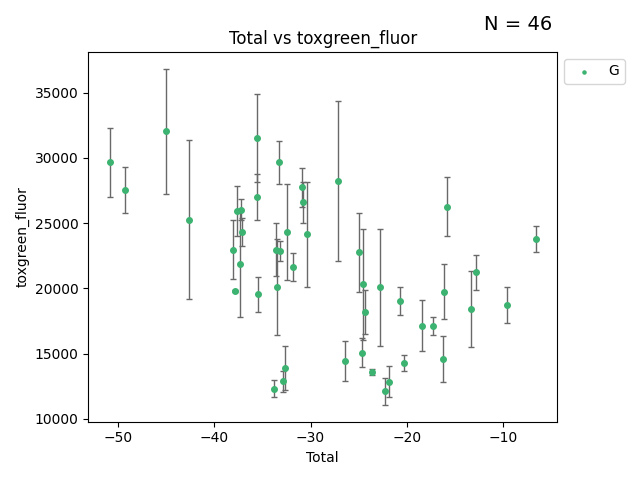 N = 46
Total vs toxgreen_fluor
G
35000
30000
25000
20000
15000
10000
toxgreen_fluor
−50 −40 −30 −20 −10
Total